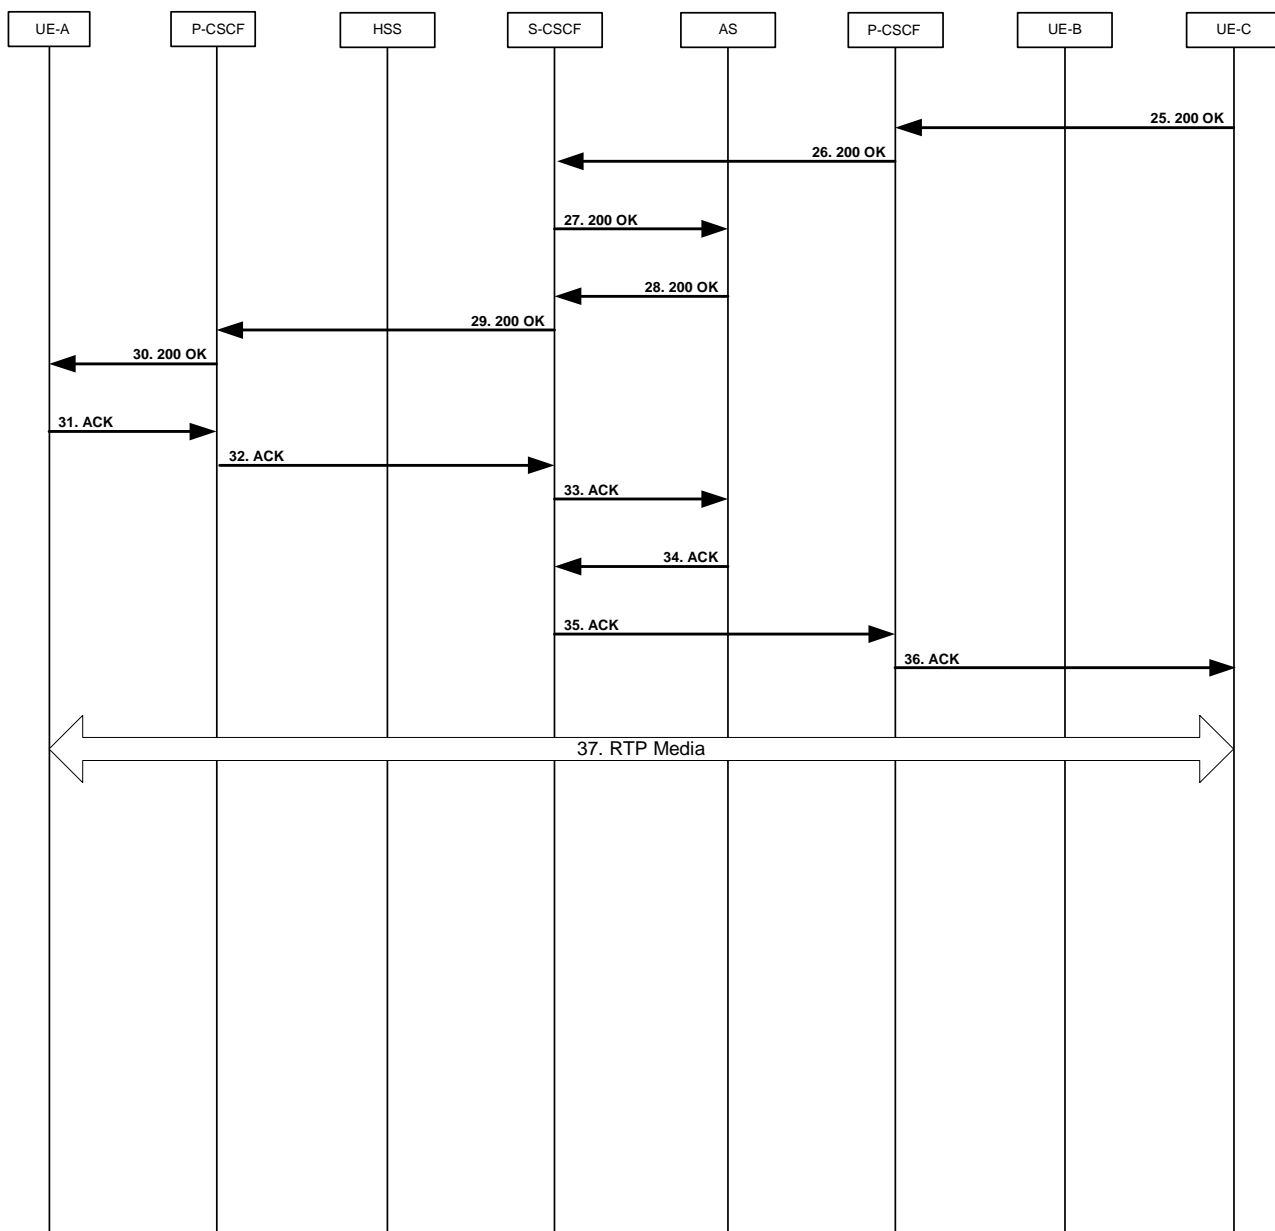 UE-A
P-CSCF
HSS
S-CSCF
AS
P-CSCF
UE-B
UE-C
25. 200 OK
26. 200 OK
27. 200 OK
28. 200 OK
29. 200 OK
30. 200 OK
31. ACK
32. ACK
33. ACK
34. ACK
35. ACK
36. ACK
37. RTP Media